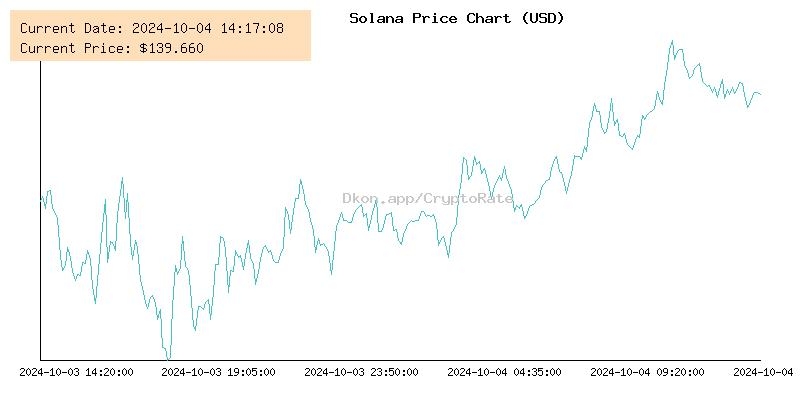 Solana Price Chart (USD)
Current Date: 2024-10-04 14:17:08
Current Price: $139.660
Dkon.app/CryptoRate
2024-10-03 14:20:00
2024-10-03 19:05:00
2024-10-03 23:50:00
2024-10-04 04:35:00
2024-10-04 09:20:00
2024-10-04